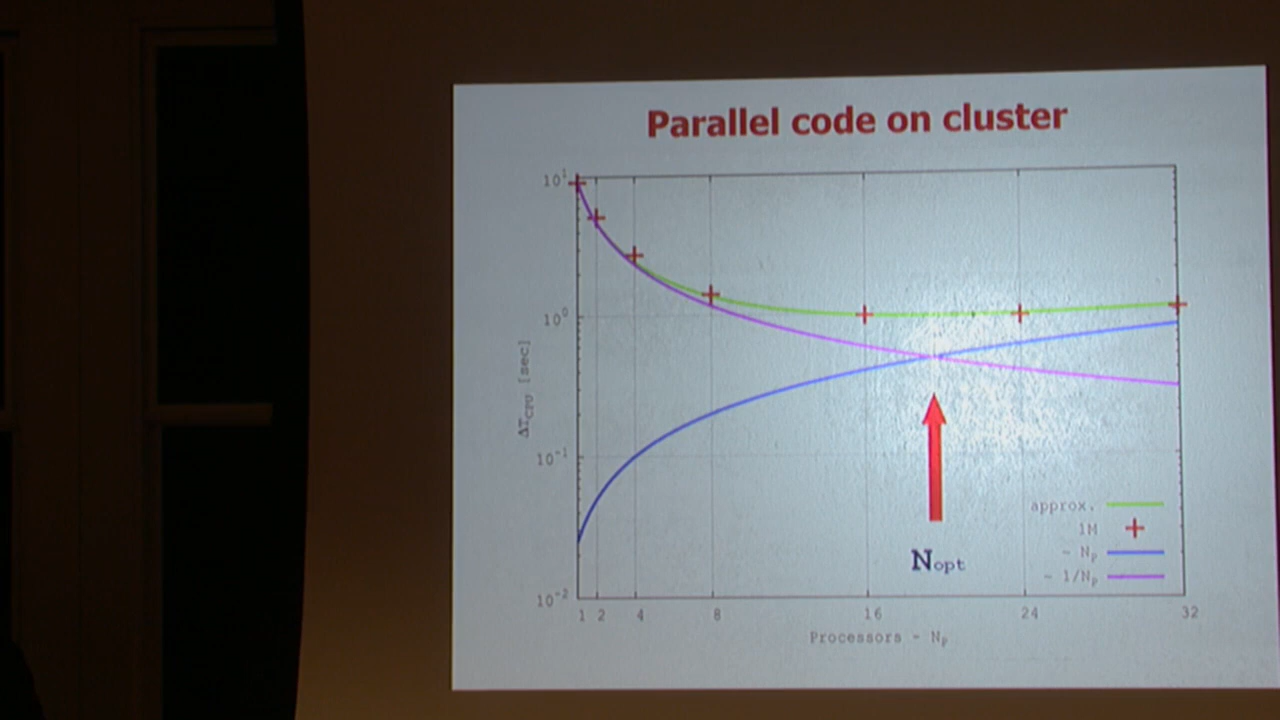 Parallel code on cluster
10¹
10⁰
10⁻¹
10⁻²
ΔT_CPU [sec]
approx.
1M
~ N_P
~ 1/N_P
N_opt
1 2 4 8 16 24 32
Processors - N_P